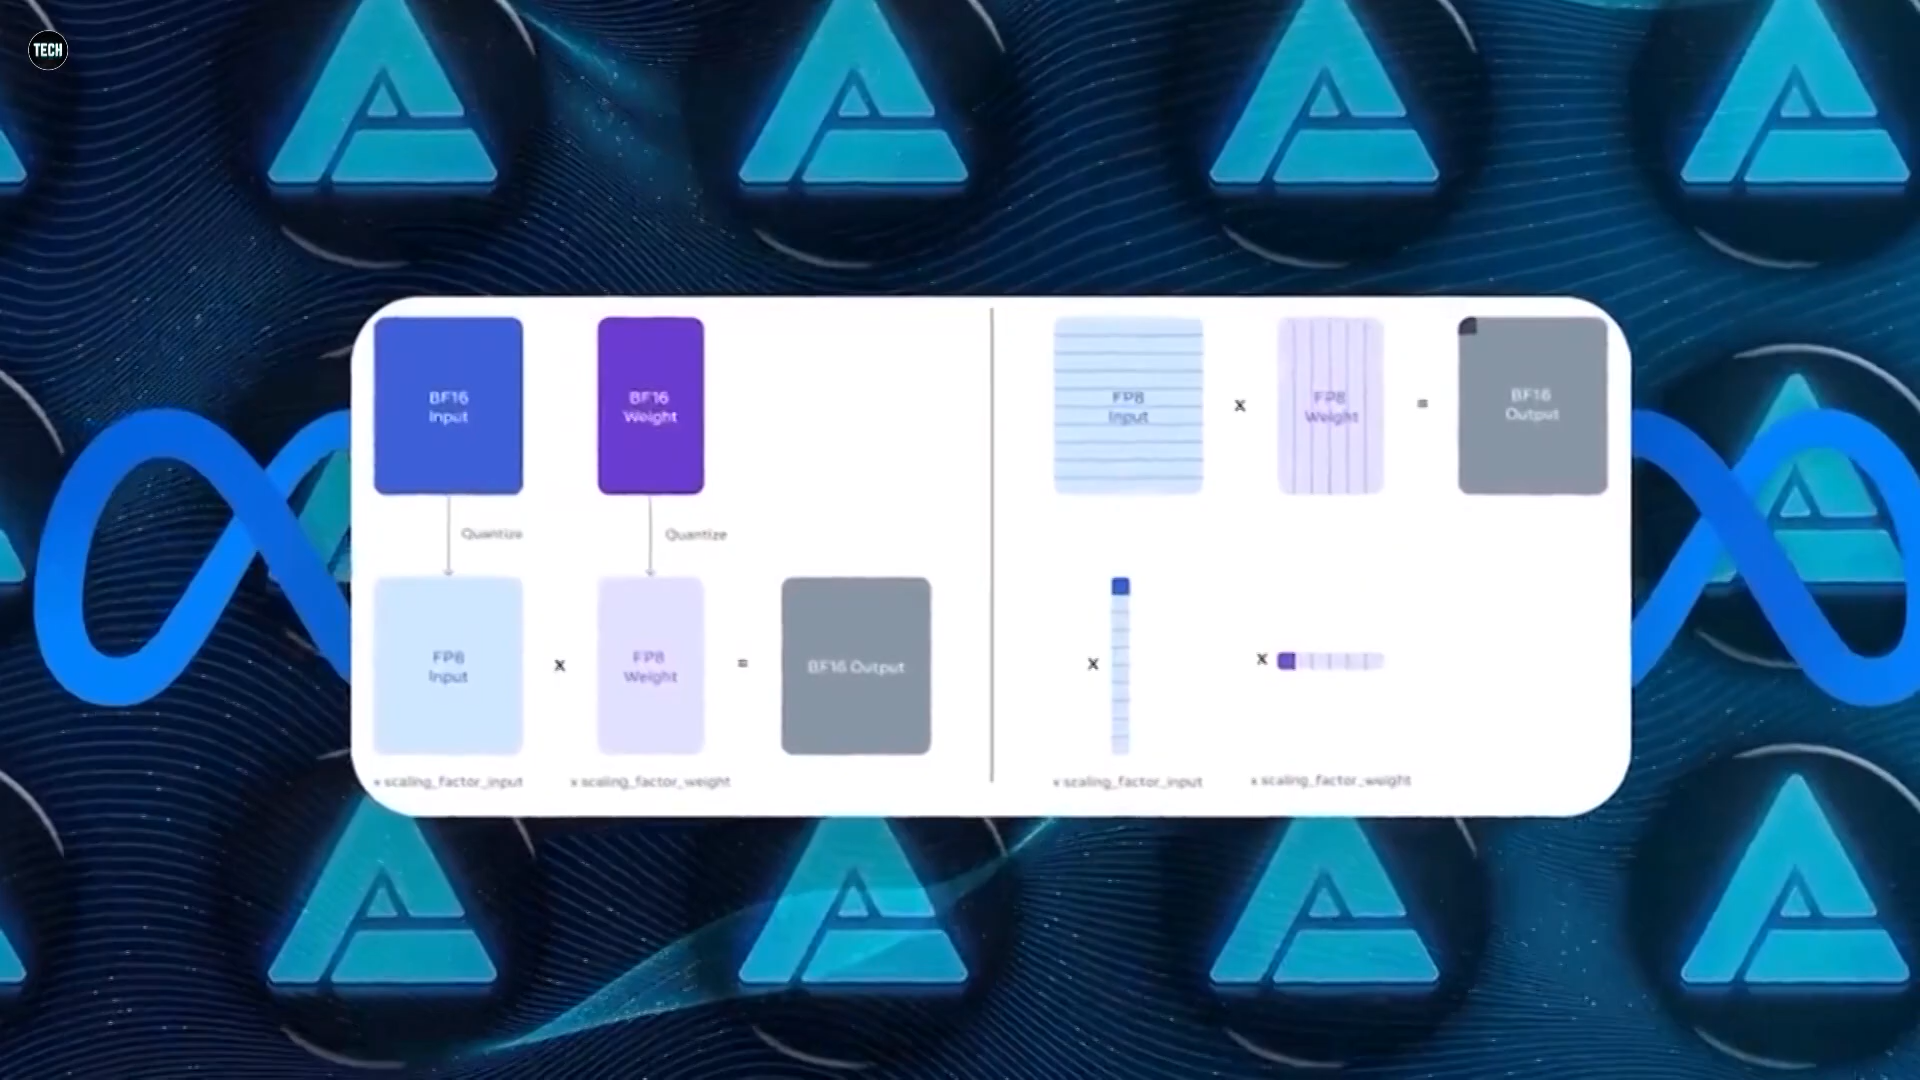 TECH
BF16
Input
BF16
Weight
Quantize
Quantize
FP8
Input
x
FP8
Weight
=
BF16 Output
x scaling_factor_input
x scaling_factor_weight
FP8
Input
x
FP8
Weight
=
BF16
Output
x
x
x scaling_factor_input
x scaling_factor_weight